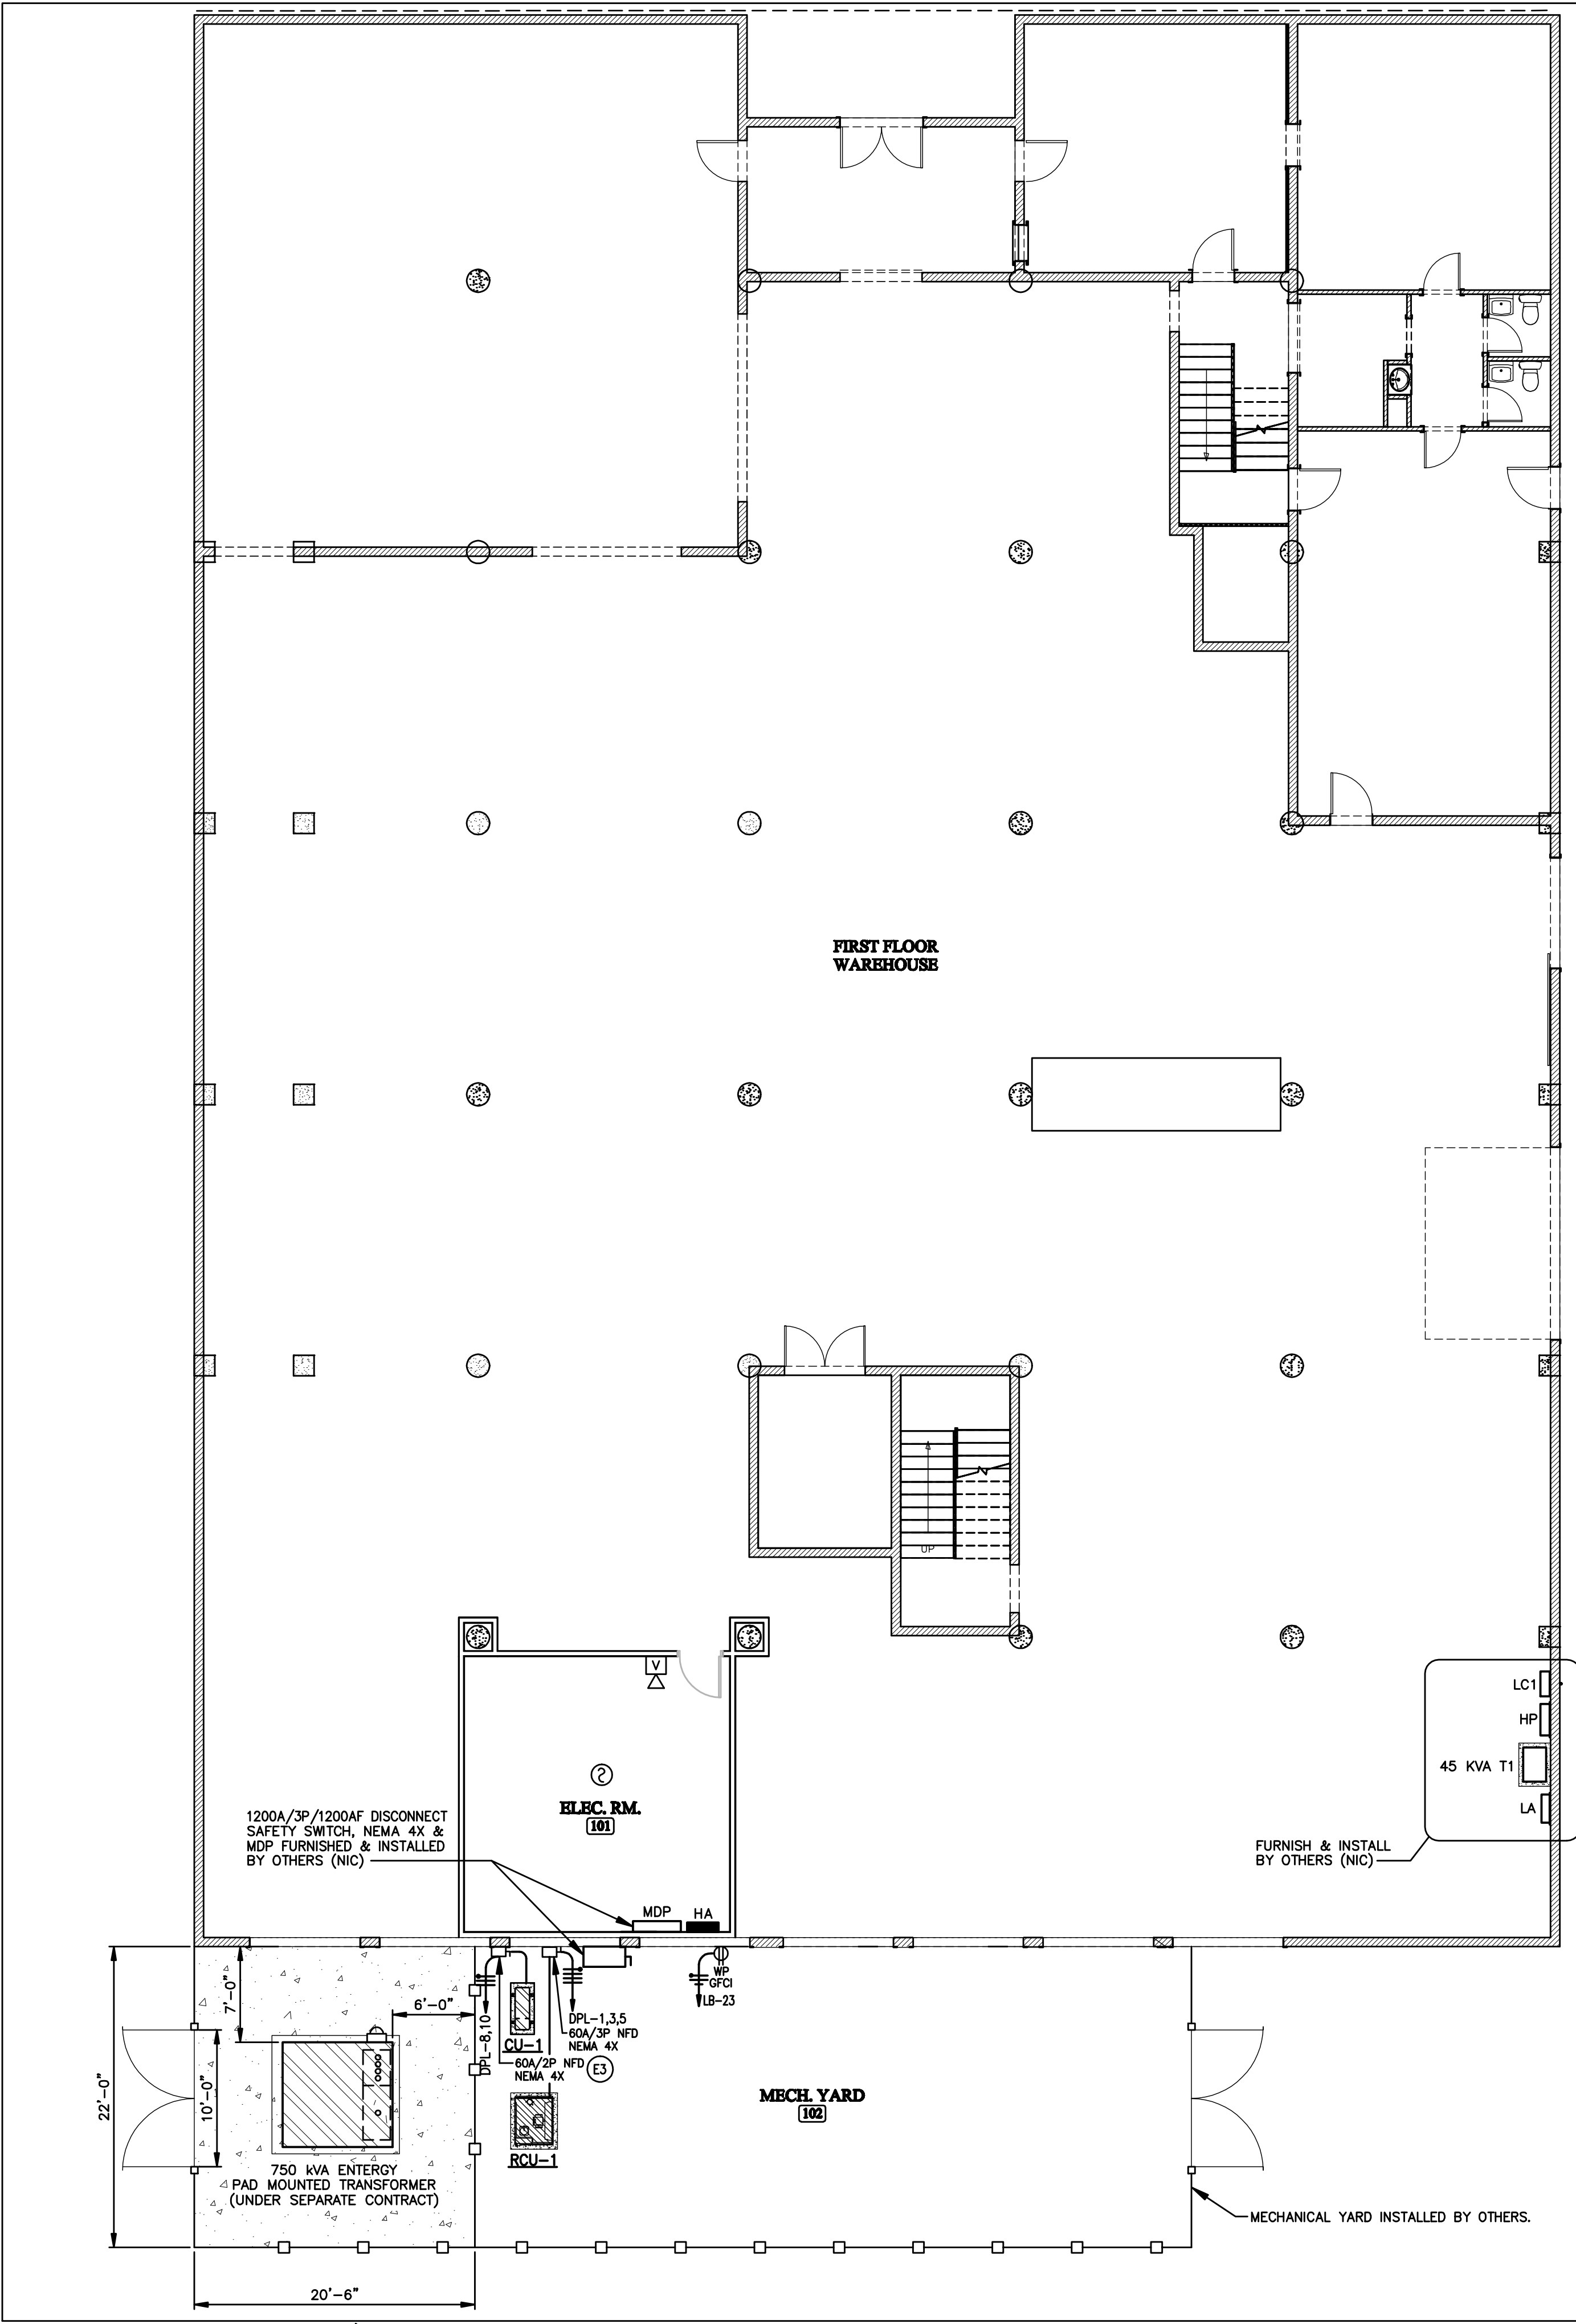 FIRST FLOOR
WAREHOUSE
UP
V
LC1
HP
45 KVA T1
LA
FURNISH & INSTALL
BY OTHERS (NIC)
ELEC. RM.
101
1200A/3P/1200AF DISCONNECT
SAFETY SWITCH, NEMA 4X &
MDP FURNISHED & INSTALLED
BY OTHERS (NIC)
MDP
HA
WP
GFCI
LB-23
DPL-8,10
CU-1
DPL-1,3,5
60A/3P NFD
NEMA 4X
60A/2P NFD
NEMA 4X
E3
RCU-1
MECH. YARD
102
7'-0"
6'-0"
10'-0"
22'-0"
750 kVA ENTERGY
PAD MOUNTED TRANSFORMER
(UNDER SEPARATE CONTRACT)
MECHANICAL YARD INSTALLED BY OTHERS.
20'-6"